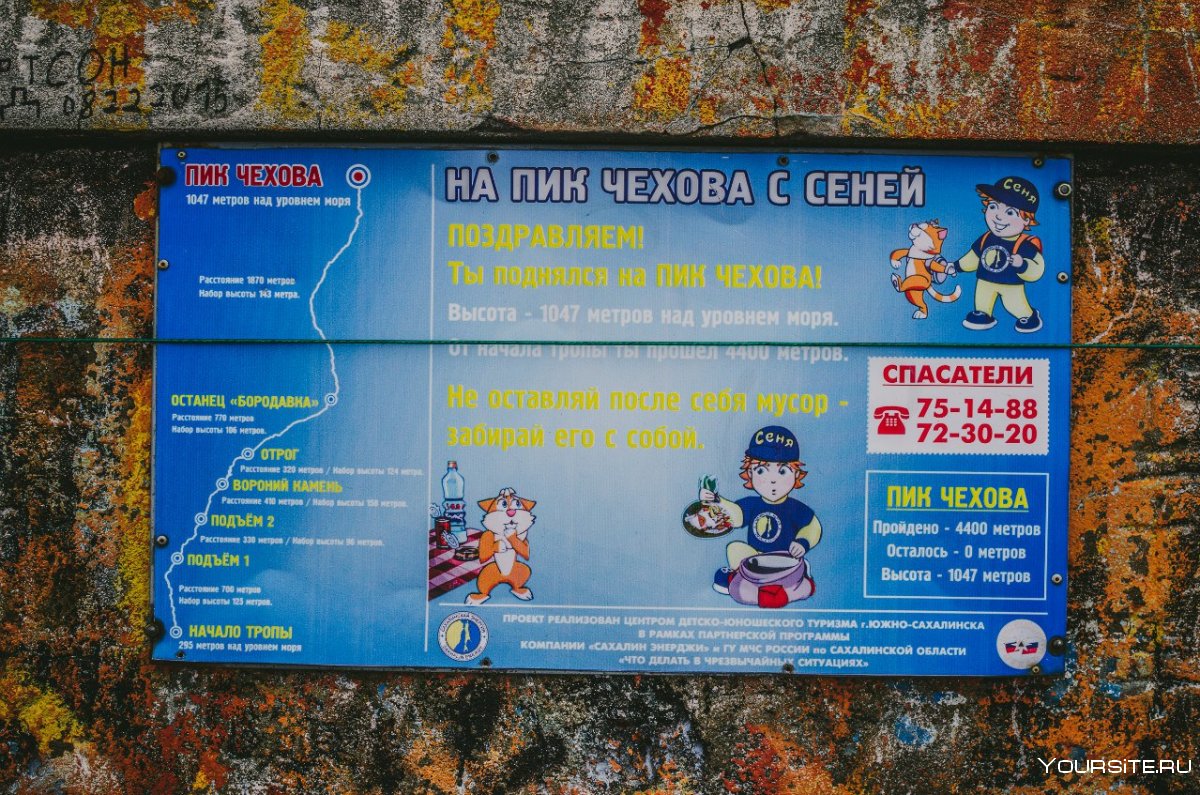 ТСОН
08 22 2015
ПИК ЧЕХОВА
1047 метров над уровнем моря
Расстояние 1870 метров
Набор высоты 143 метра.
ОСТАНЕЦ «БОРОДАВКА»
Расстояние 770 метров
Набор высоты 106 метров.
ОТРОГ
Расстояние 320 метров / Набор высоты 124 метра.
ВОРОНИЙ КАМЕНЬ
Расстояние 410 метров / Набор высоты 158 метров.
ПОДЪЁМ 2
Расстояние 330 метров / Набор высоты 96 метров.
ПОДЪЁМ 1
Расстояние 700 метров
Набор высоты 125 метров.
НАЧАЛО ТРОПЫ
295 метров над уровнем моря
НА ПИК ЧЕХОВА С СЕНЕЙ
ПОЗДРАВЛЯЕМ!
Ты поднялся на ПИК ЧЕХОВА!
Высота - 1047 метров над уровнем моря.
От начала тропы ты прошел 4400 метров.
Не оставляй после себя мусор -
забирай его с собой.
Сеня
Сеня
СПАСАТЕЛИ
75-14-88
72-30-20
ПИК ЧЕХОВА
Пройдено - 4400 метров
Осталось - 0 метров
Высота - 1047 метров
ПРОЕКТ РЕАЛИЗОВАН ЦЕНТРОМ ДЕТСКО-ЮНОШЕСКОГО ТУРИЗМА г.ЮЖНО-САХАЛИНСКА
В РАМКАХ ПАРТНЕРСКОЙ ПРОГРАММЫ
КОМПАНИИ «САХАЛИН ЭНЕРДЖИ» и ГУ МЧС РОССИИ по САХАЛИНСКОЙ ОБЛАСТИ
«ЧТО ДЕЛАТЬ В ЧРЕЗВЫЧАЙНЫХ СИТУАЦИЯХ»
YOURSITE.RU